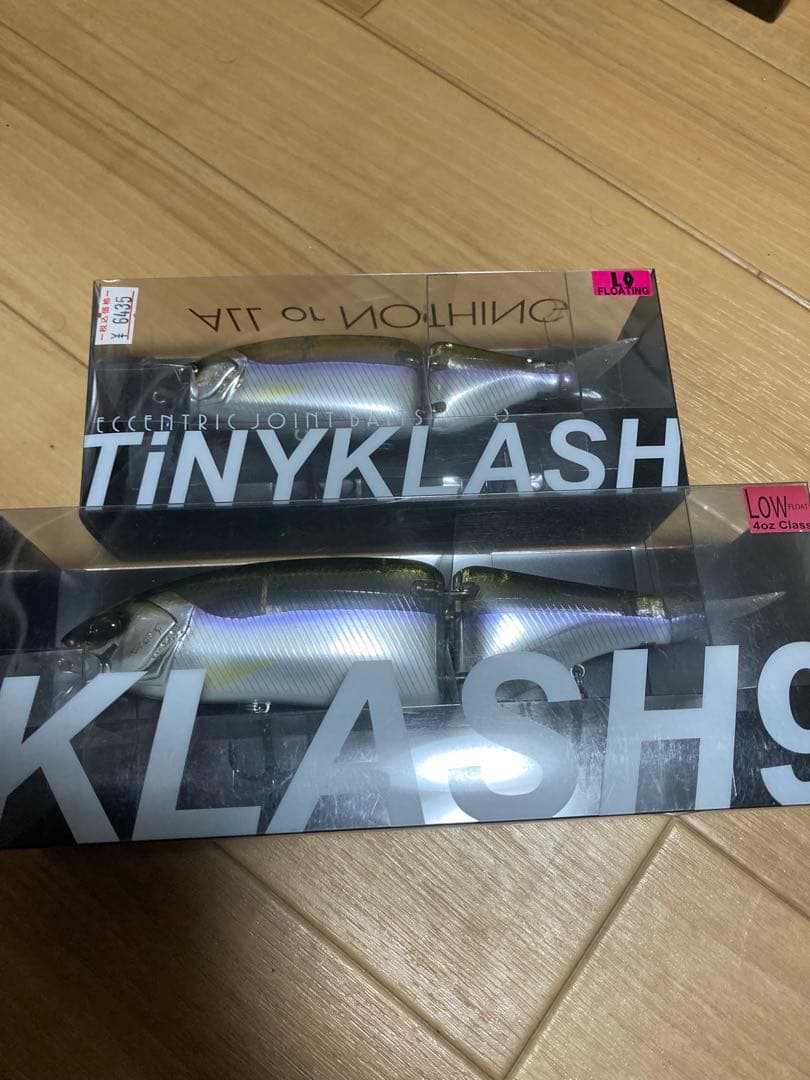 LO
FLOATING
税込価格
¥ 6435
ALL or NOTHING
ECCENTRIC JOINT BAITS
TiNYKLASH
LOW FLOAT
4oz Class
KLASH9